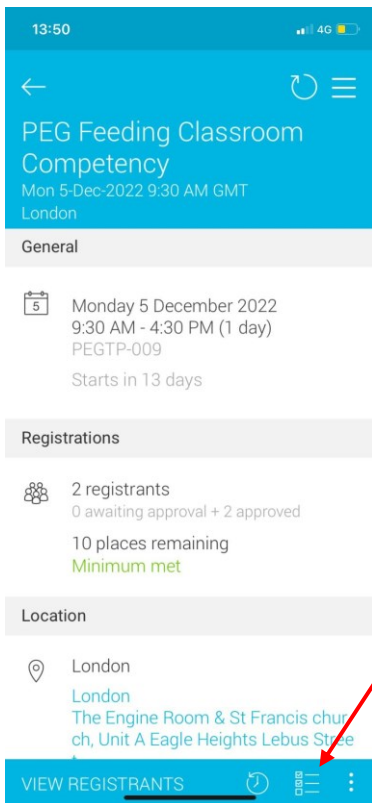 13:50 4G
PEG Feeding Classroom
Competency
Mon 5-Dec-2022 9:30 AM GMT
London
General
5 Monday 5 December 2022
9:30 AM - 4:30 PM (1 day)
PEGTP-009
Starts in 13 days
Registrations
2 registrants
0 awaiting approval + 2 approved
10 places remaining
Minimum met
Location
London
London
The Engine Room & St Francis chur
ch, Unit A Eagle Heights Lebus Stree
VIEW REGISTRANTS